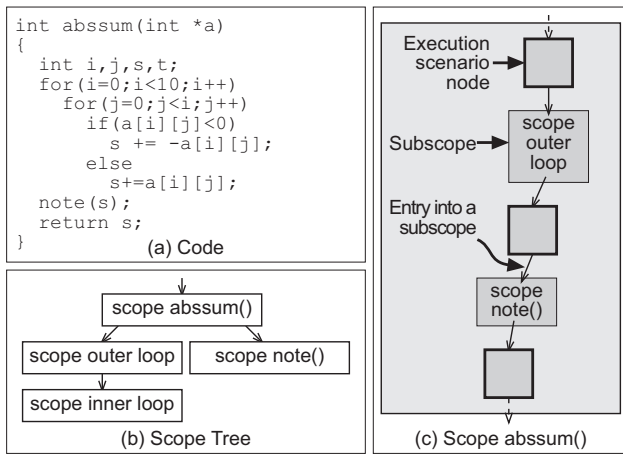 int abssum(int *a)
{
  int i,j,s,t;
  for(i=0;i<10;i++)
    for(j=0;j<i;j++)
      if(a[i][j]<0)
        s += -a[i][j];
      else
        s+=a[i][j];
  note(s);
  return s;
}
(a) Code
scope abssum()
scope outer loop
scope note()
scope inner loop
(b) Scope Tree
Execution
scenario
node
scope
outer
loop
Subscope
Entry into a
subscope
scope
note()
(c) Scope abssum()